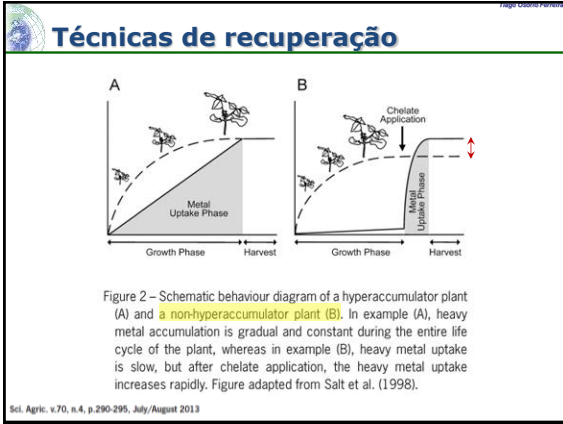 Tiago Osório Ferreira
Técnicas de recuperação
A
B
Chelate
Application
Metal
Uptake Phase
Metal
Uptake Phase
Growth Phase
Harvest
Growth Phase
Harvest
Figure 2 – Schematic behaviour diagram of a hyperaccumulator plant
(A) and a non-hyperaccumulator plant (B). In example (A), heavy
metal accumulation is gradual and constant during the entire life
cycle of the plant, whereas in example (B), heavy metal uptake
is slow, but after chelate application, the heavy metal uptake
increases rapidly. Figure adapted from Salt et al. (1998).
Sci. Agric. v.70, n.4, p.290-295, July/August 2013